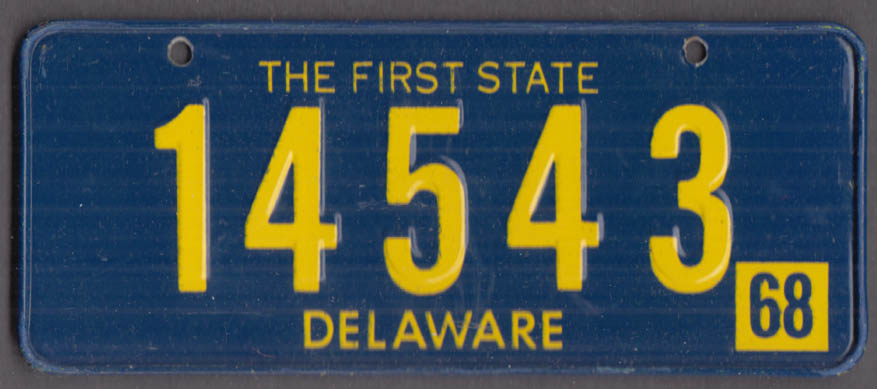 THE FIRST STATE
14543
68
DELAWARE